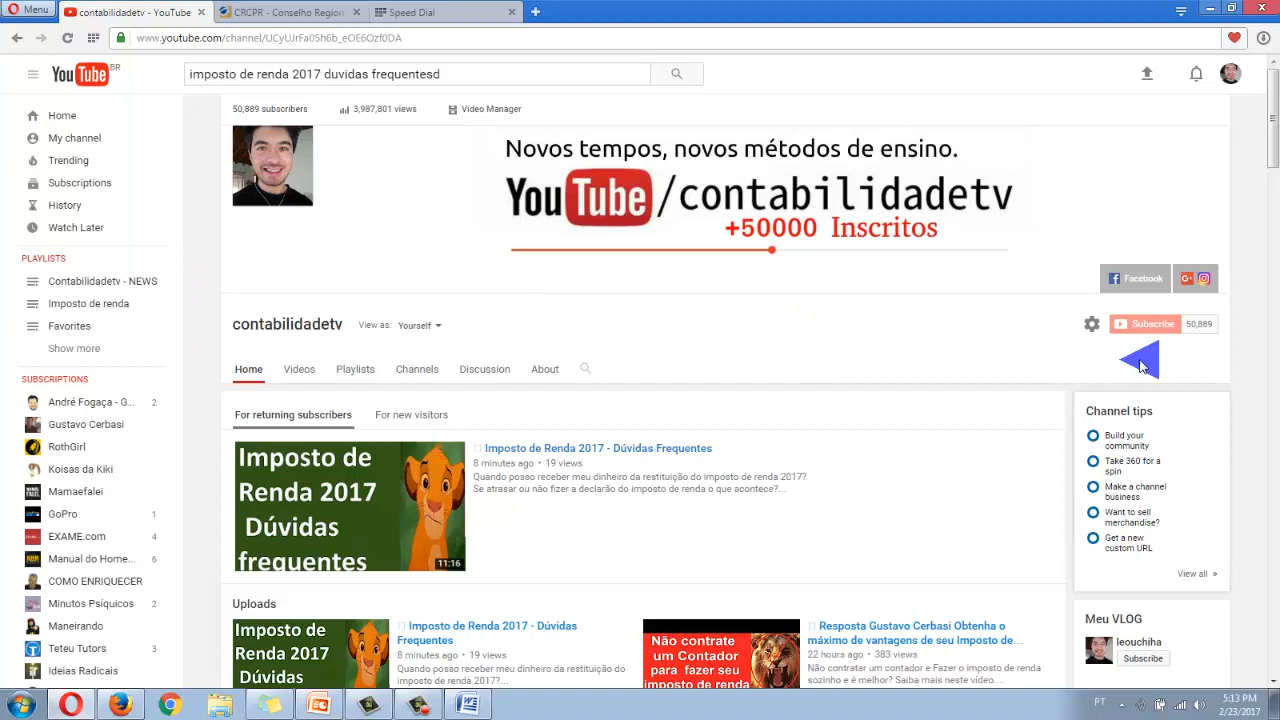 Menu
contabilidadetv - YouTube
CRCPR - Conselho Region
Speed Dial
www.youtube.com/channel/UCyUJrFa05h6b_eOE6Ozf0DA
YouTube BR
imposto de renda 2017 duvidas frequentesd
50,889 subscribers
3,987,801 views
Video Manager
Home
My channel
Trending
Subscriptions
History
Watch Later
PLAYLISTS
Contabilidadetv - NEWS
Imposto de renda
Favorites
Show more
SUBSCRIPTIONS
André Fogaça - G... 2
Gustavo Cerbasi
RothGirl
Koisas da Kiki
Mamaefalei
GoPro 1
EXAME.com 4
Manual do Home... 2
COMO ENRIQUECER
Minutos Psíquicos 2
Maneirando
Teteu Tutors 4
Ideias Radicais
Novos tempos, novos métodos de ensino.
YouTube/contabilidadetv
+50000 Inscritos
Facebook
contabilidadetv
View as: Yourself
Subscribe 50,889
Home
Videos
Playlists
Channels
Discussion
About
For returning subscribers
For new visitors
Imposto de
Renda 2017
Dúvidas
frequentes
11:16
Imposto de Renda 2017 - Dúvidas Frequentes
8 minutes ago • 19 views
Quando posso receber meu dinheiro da restituição do imposto de renda 2017?
Se atrasar ou não fizer a declarão do imposto de renda o que acontece?...
Uploads
Imposto de
Renda 2017
Dúvidas
Imposto de Renda 2017 - Dúvidas
Frequentes
8 minutes ago • 19 views
Quando posso receber meu dinheiro da restituição do
imposto de renda 2017?...
Não contrate
um Contador
para fazer seu
imposto de renda
Resposta Gustavo Cerbasi Obtenha o
máximo de vantagens de seu Imposto de...
22 hours ago • 383 views
Não contratar um contador e Fazer o imposto de renda
sozinho e é melhor? Saiba mais neste vídeo....
Channel tips
Build your
community
Take 360 for a
spin
Make a channel
business
Want to sell
merchandise?
Get a new
custom URL
View all »
Meu VLOG
leouchiha
Subscribe
PT
5:13 PM
2/23/2017